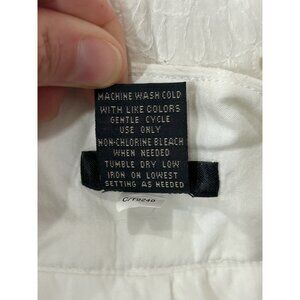 MACHINE WASH COLD
WITH LIKE COLORS
GENTLE CYCLE
USE ONLY
NON-CHLORINE BLEACH
WHEN NEEDED
TUMBLE DRY LOW
IRON ON LOWEST
SETTING AS NEEDED